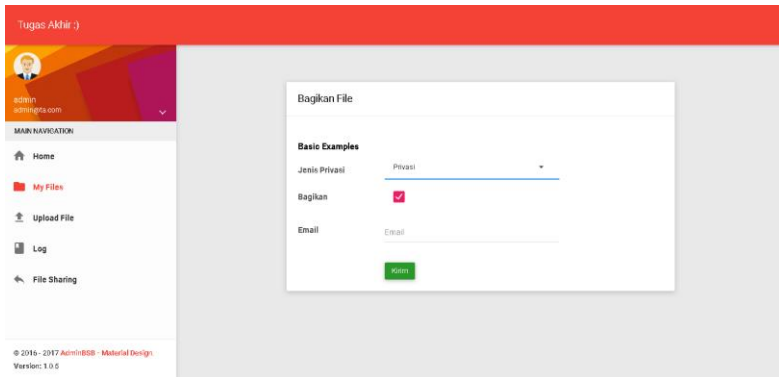 Tugas Akhir :)
admin
admin@ta.com
MAIN NAVIGATION
Home
My Files
Upload File
Log
File Sharing
© 2016 - 2017 AdminBSB - Material Design.
Version: 1.0.5
Bagikan File
Basic Examples
Jenis Privasi
Privasi
Bagikan
Email
Email
Kirim